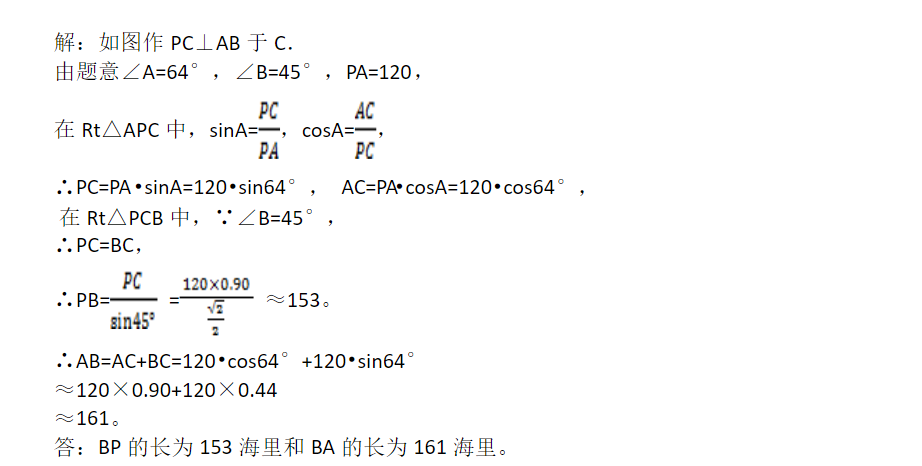 解：如图作 PC⊥AB 于 C.
由题意∠A=64°，∠B=45°，PA=120，
在 Rt△APC 中，sinA=PC/PA，cosA=AC/PC，
∴PC=PA•sinA=120•sin64°， AC=PA•cosA=120•cos64°，
在 Rt△PCB 中，∵∠B=45°，
∴PC=BC，
∴PB=PC/sin45° =120×0.90/(√2/2) ≈153。
∴AB=AC+BC=120•cos64° +120•sin64°
≈120×0.90+120×0.44
≈161。
答：BP 的长为 153 海里和 BA 的长为 161 海里。